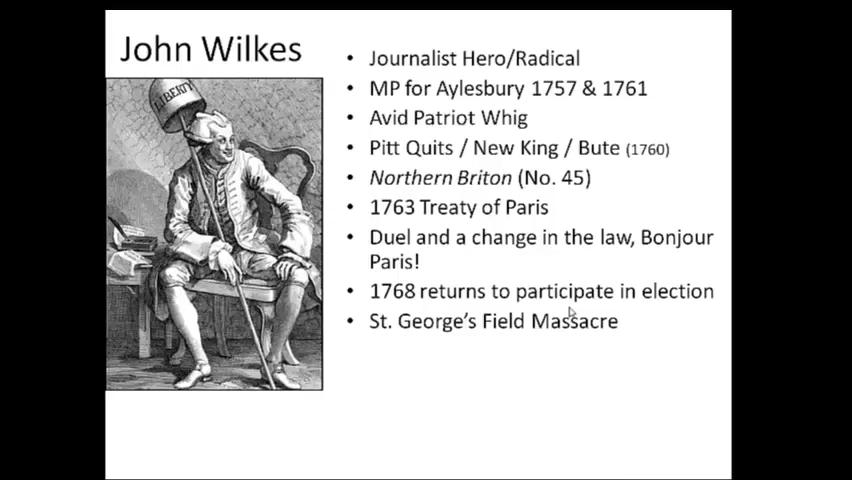 John Wilkes
LIBERTY
• Journalist Hero/Radical
• MP for Aylesbury 1757 & 1761
• Avid Patriot Whig
• Pitt Quits / New King / Bute (1760)
• Northern Briton (No. 45)
• 1763 Treaty of Paris
• Duel and a change in the law, Bonjour
Paris!
• 1768 returns to participate in election
• St. George’s Field Massacre